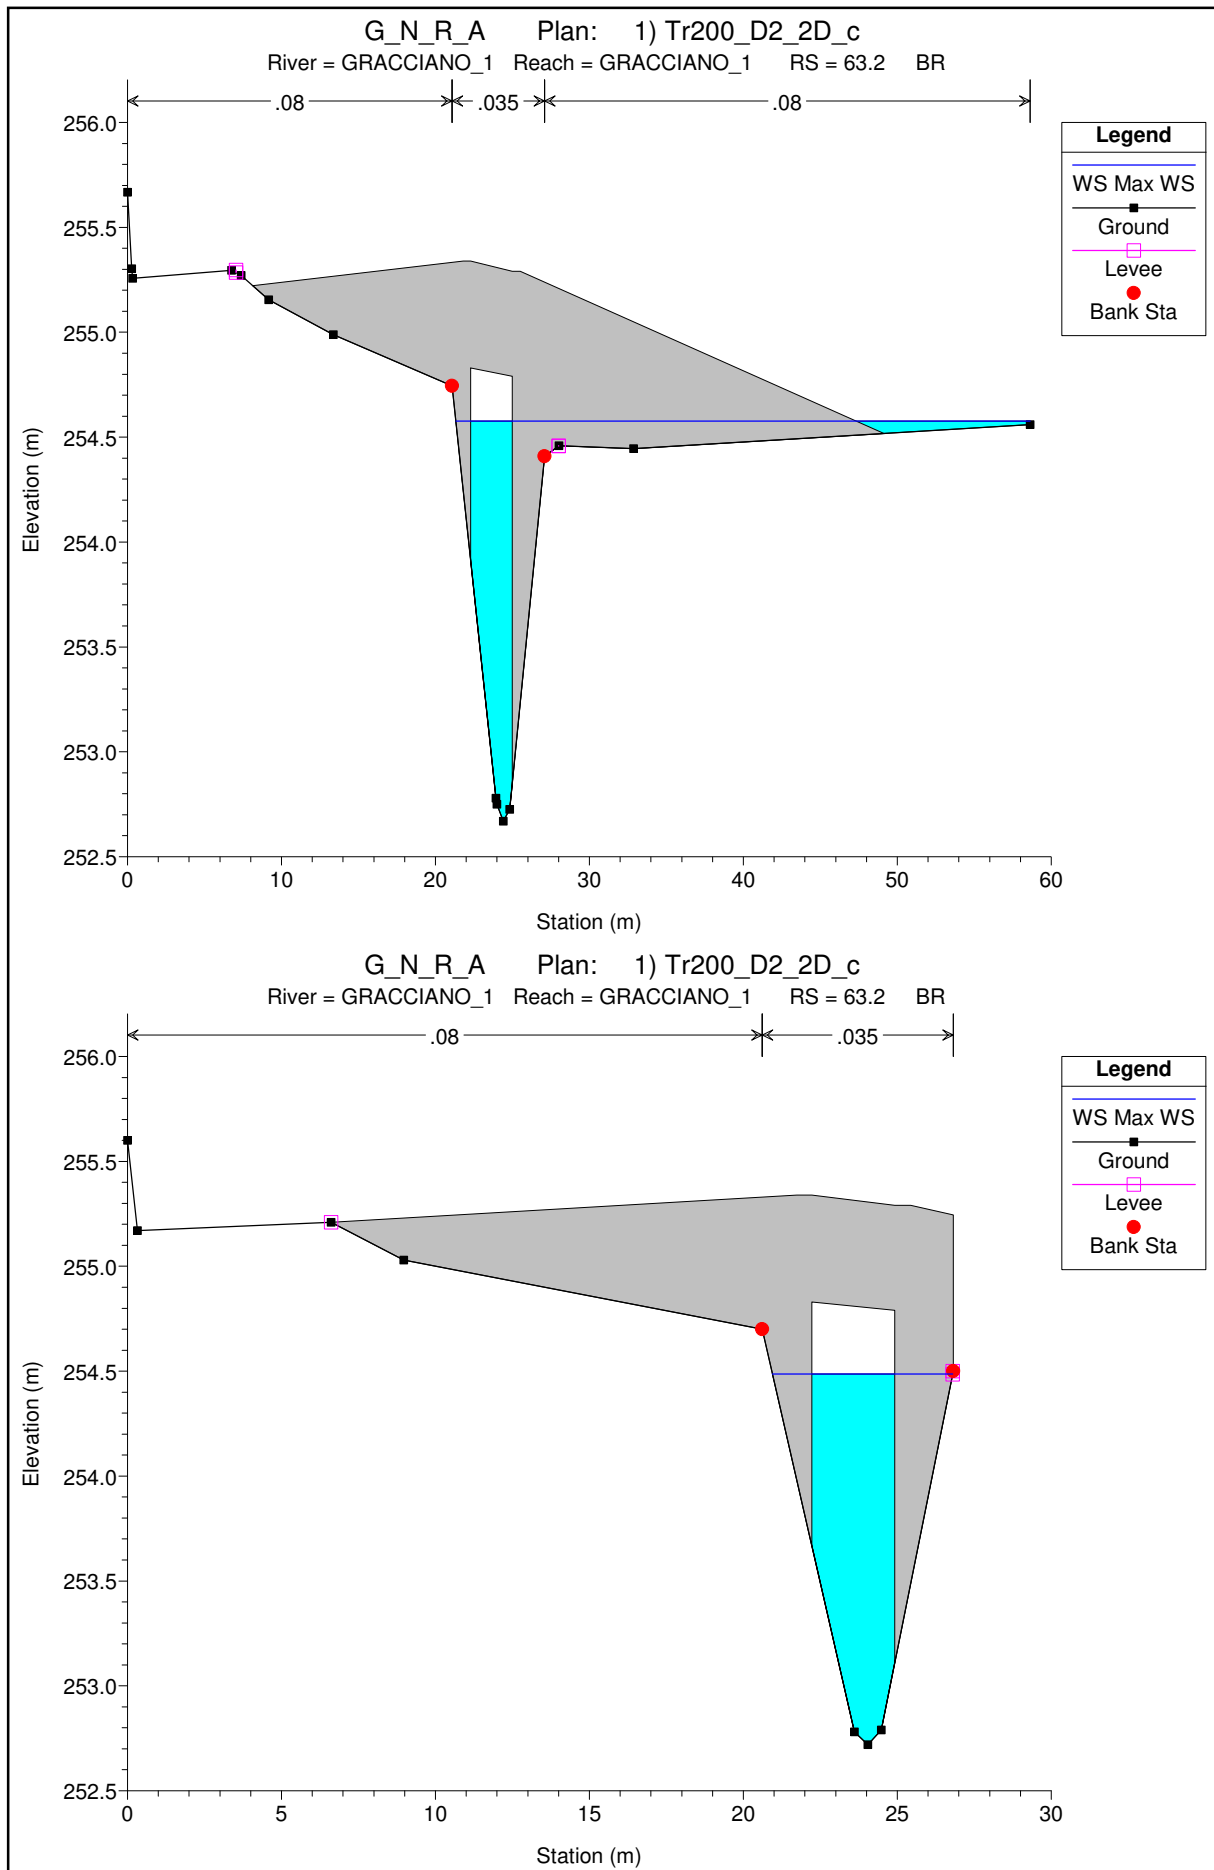 G_N_R_A Plan: 1) Tr200_D2_2D_c
River = GRACCIANO_1 Reach = GRACCIANO_1 RS = 63.2 BR
.08 .035 .08
256.0
255.5
255.0
254.5
254.0
253.5
253.0
252.5
Elevation (m)
0 10 20 30 40 50 60
Station (m)
Legend
WS Max WS
Ground
Levee
Bank Sta
G_N_R_A Plan: 1) Tr200_D2_2D_c
River = GRACCIANO_1 Reach = GRACCIANO_1 RS = 63.2 BR
.08 .035
256.0
255.5
255.0
254.5
254.0
253.5
253.0
252.5
Elevation (m)
0 5 10 15 20 25 30
Station (m)
Legend
WS Max WS
Ground
Levee
Bank Sta